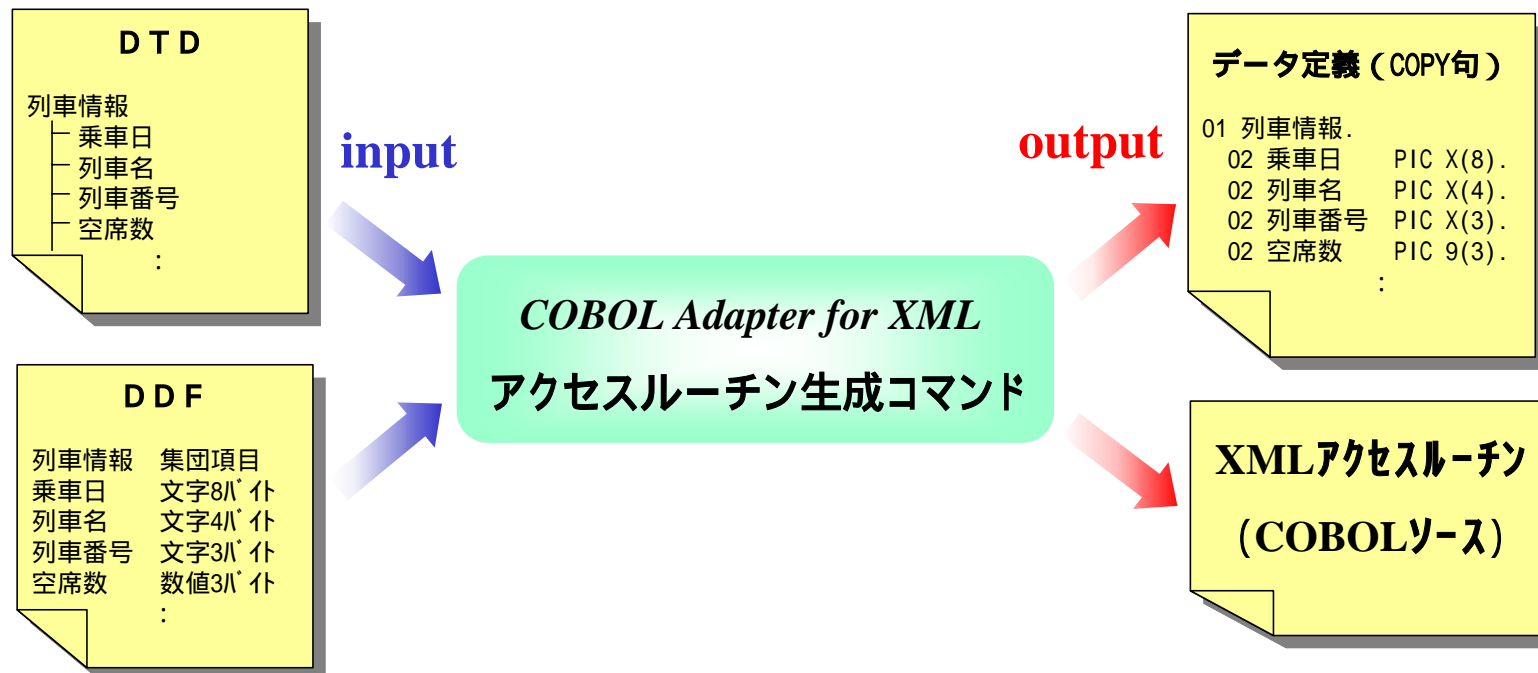 ＤＴＤ
列車情報
乗車日
列車名
列車番号
空席数
：
ＤＤＦ
列車情報 集団項目
乗車日 文字8ﾊﾞｲﾄ
列車名 文字4ﾊﾞｲﾄ
列車番号 文字3ﾊﾞｲﾄ
空席数 数値3ﾊﾞｲﾄ
：
input
COBOL Adapter for XML
アクセスルーチン生成コマンド
output
データ定義（COPY句）
01 列車情報.
02 乗車日 PIC X(8).
02 列車名 PIC X(4).
02 列車番号 PIC X(3).
02 空席数 PIC 9(3).
：
XMLアクセスルーチン
(COBOLソース)